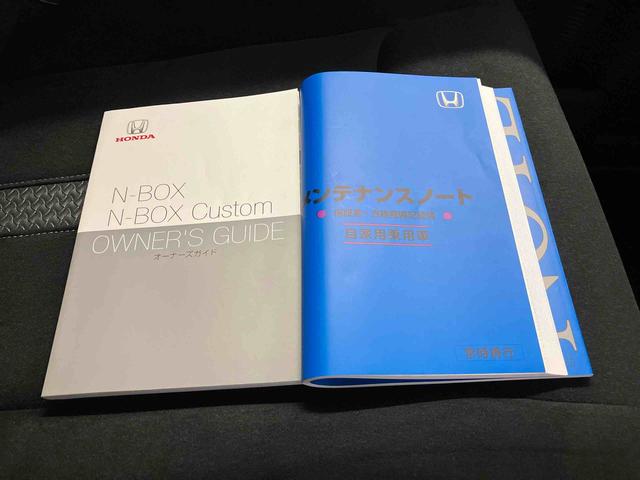 HONDA
N-BOX
N-BOX Custom
OWNER'S GUIDE
オーナーズガイド
メンテナンスノート
自家用乗用車